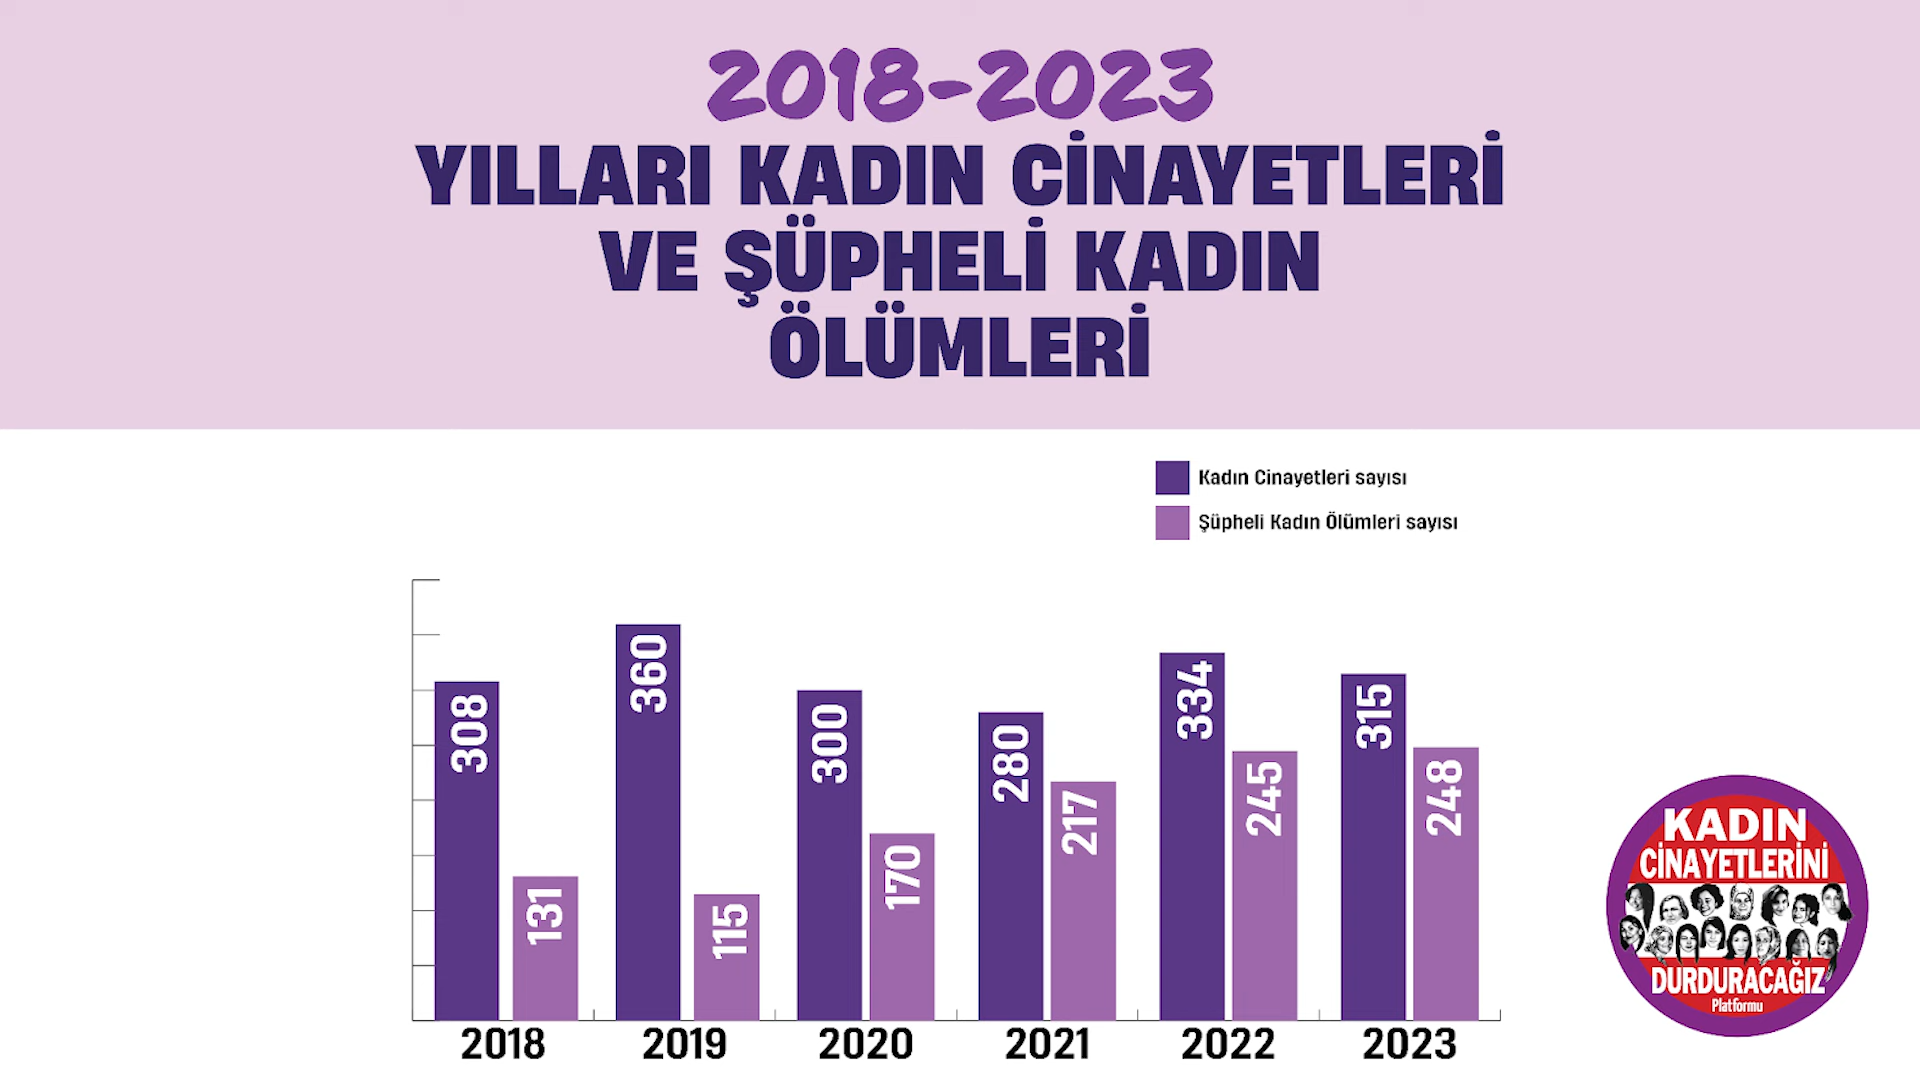 2018-2023
YILLARI KADIN CİNAYETLERİ
VE ŞÜPHELİ KADIN
ÖLÜMLERİ
Kadın Cinayetleri sayısı
Şüpheli Kadın Ölümleri sayısı
308
131
360
115
300
170
280
217
334
245
315
248
2018
2019
2020
2021
2022
2023
KADIN
CİNAYETLERİNİ
DURDURACAĞIZ
Platformu